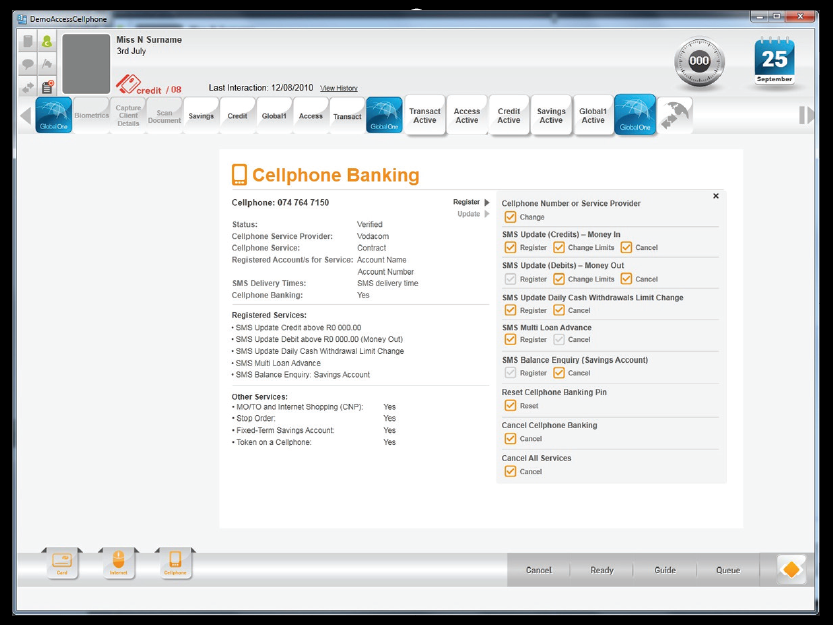 DemoAccessCellphone
Miss N Surname
3rd July
credit / 08
Last Interaction: 12/08/2010 View History
000
25
September
GlobalOne
Biometrics
Capture Client Details
Scan Document
Savings
Credit
Global1
Access
Transact
GlobalOne
Transact Active
Access Active
Credit Active
Savings Active
Global1 Active
GlobalOne
Cellphone Banking
Cellphone: 074 764 7150
Register
Update
Status: Verified
Cellphone Service Provider: Vodacom
Cellphone Service: Contract
Registered Account/s for Service: Account Name
Account Number
SMS Delivery Times: SMS delivery time
Cellphone Banking: Yes
Registered Services:
• SMS Update Credit above R0 000.00
• SMS Update Debit above R0 000.00 (Money Out)
• SMS Update Daily Cash Withdrawal Limit Change
• SMS Multi Loan Advance
• SMS Balance Enquiry: Savings Account
Other Services:
• MO/TO and Internet Shopping (CNP): Yes
• Stop Order: Yes
• Fixed-Term Savings Account: Yes
• Token on a Cellphone: Yes
Cellphone Number or Service Provider
Change
SMS Update (Credits) – Money In
Register Change Limits Cancel
SMS Update (Debits) – Money Out
Register Change Limits Cancel
SMS Update Daily Cash Withdrawals Limit Change
Register Cancel
SMS Multi Loan Advance
Register Cancel
SMS Balance Enquiry (Savings Account)
Register Cancel
Reset Cellphone Banking Pin
Reset
Cancel Cellphone Banking
Cancel
Cancel All Services
Cancel
Card
Internet
Cellphone
Cancel
Ready
Guide
Queue